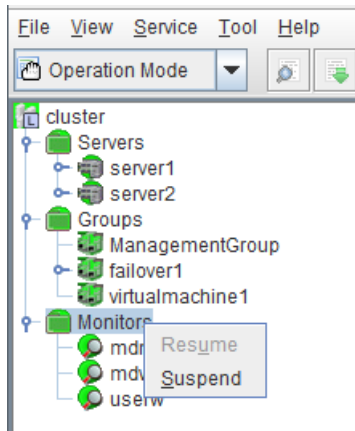 File View Service Tool Help
Operation Mode
L
cluster
Servers
server1
server2
Groups
ManagementGroup
failover1
virtualmachine1
Monitors
Resume
Suspend
userw